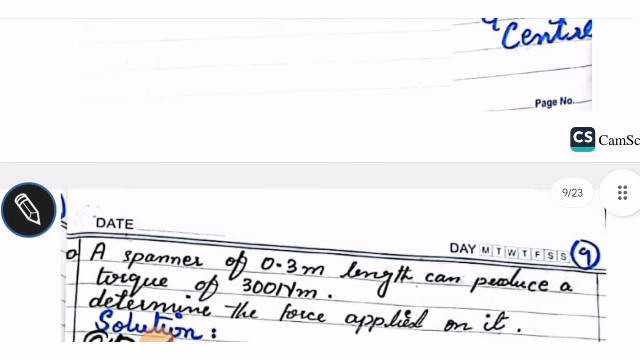 Centre
Page No.
CS CamSc
9/23
DATE
DAY M T W T F S S 9
A spanner of 0.3m length can produce a
torque of 300Nm.
determine the force applied on it.
Solution: